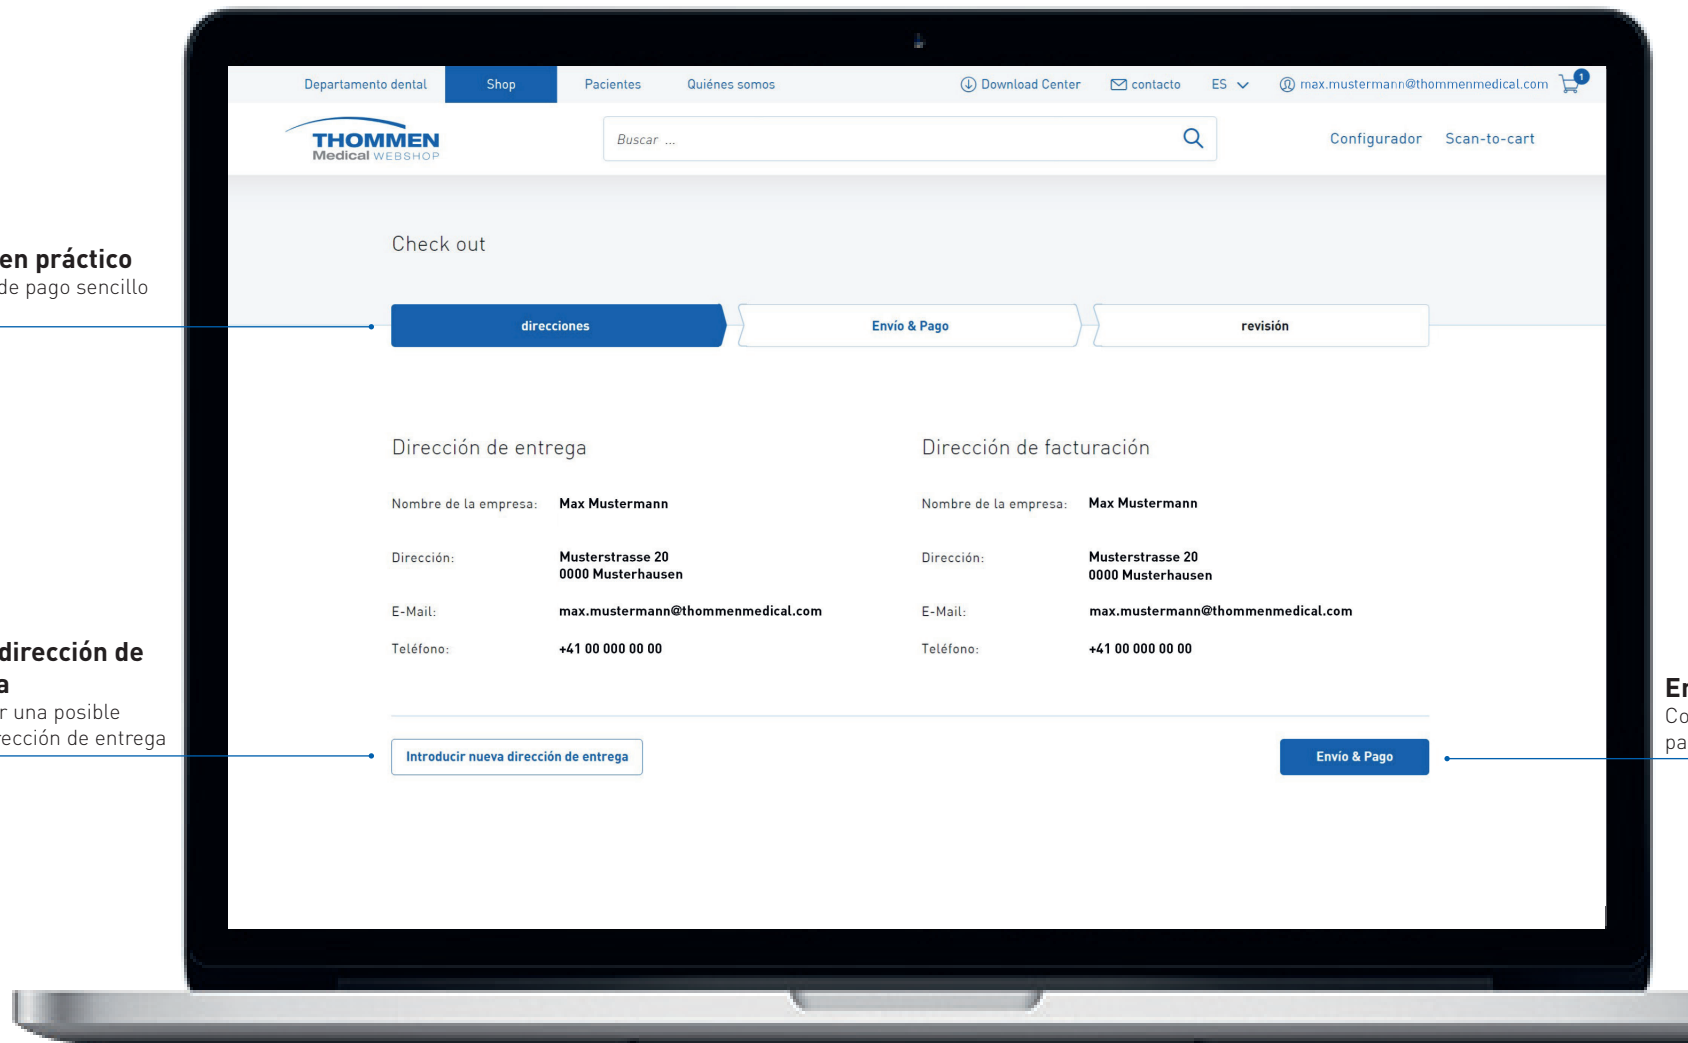 Departamento dental Shop Pacientes Quiénes somos Download Center contacto ES max.mustermann@thommenmedical.com 1
THOMMEN
Medical WEBSHOP
Buscar ...
Configurador Scan-to-cart
Check out
en práctico
de pago sencillo
direcciones Envío & Pago revisión
Dirección de entrega
Nombre de la empresa: Max Mustermann
Dirección: Musterstrasse 20
0000 Musterhausen
E-Mail: max.mustermann@thommenmedical.com
Teléfono: +41 00 000 00 00
Dirección de facturación
Nombre de la empresa: Max Mustermann
Dirección: Musterstrasse 20
0000 Musterhausen
E-Mail: max.mustermann@thommenmedical.com
Teléfono: +41 00 000 00 00
dirección de
una posible
de entrega
Introducir nueva dirección de entrega
Envío & Pago